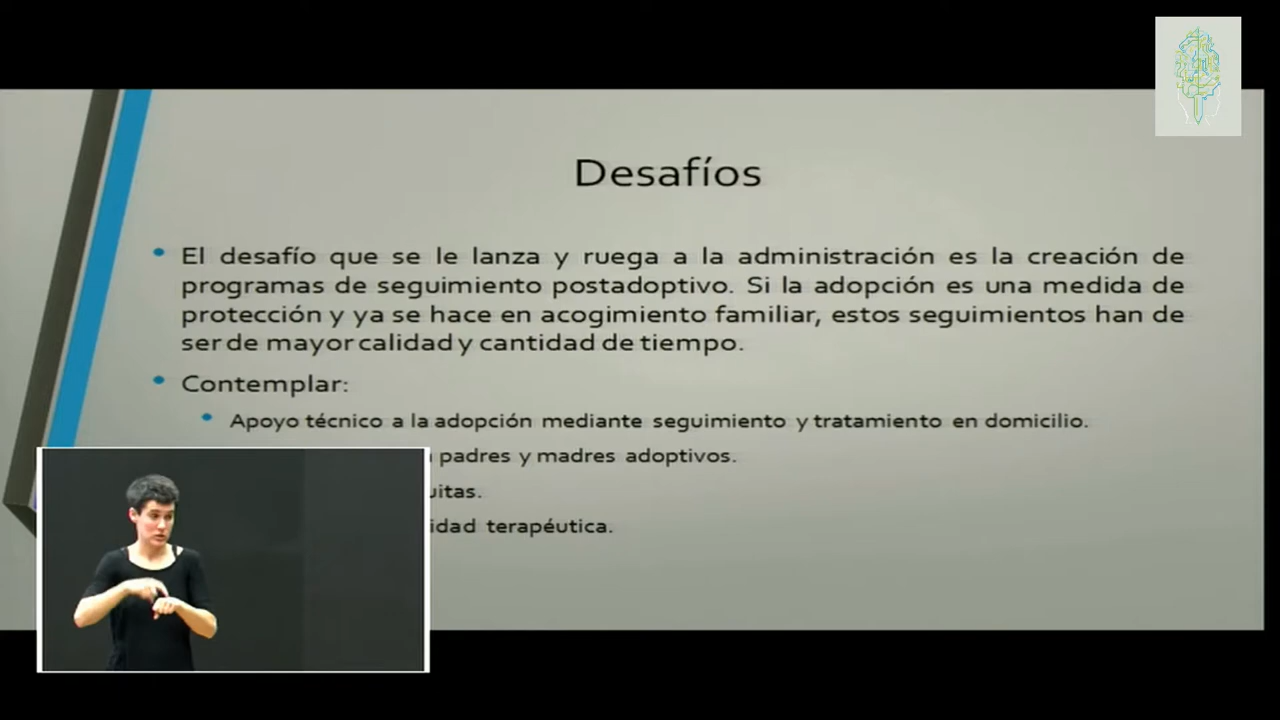 Desafíos
El desafío que se le lanza y ruega a la administración es la creación de
programas de seguimiento postadoptivo. Si la adopción es una medida de
protección y ya se hace en acogimiento familiar, estos seguimientos han de
ser de mayor calidad y cantidad de tiempo.
Contemplar:
Apoyo técnico a la adopción mediante seguimiento y tratamiento en domicilio.
padres y madres adoptivos.
terapéutica.